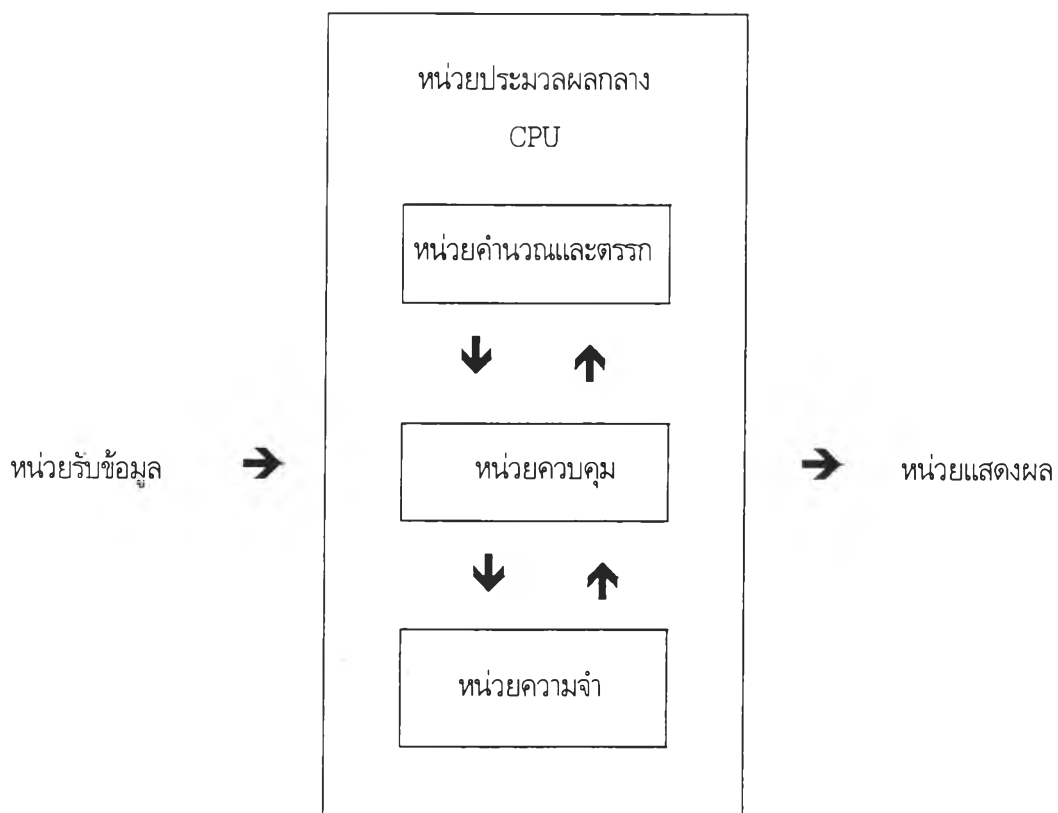 หน่วยประมวลผลกลาง
CPU
หน่วยคำนวณและตรรก
หน่วยรับข้อมูล
หน่วยควบคุม
หน่วยแสดงผล
หน่วยความจำ